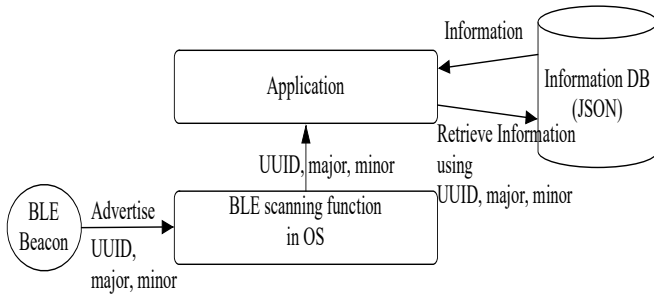 Information
Application
Information DB
(JSON)
Retrieve Information
using
UUID, major, minor
UUID, major, minor
BLE scanning function
in OS
BLE
Beacon
Advertise
UUID,
major, minor